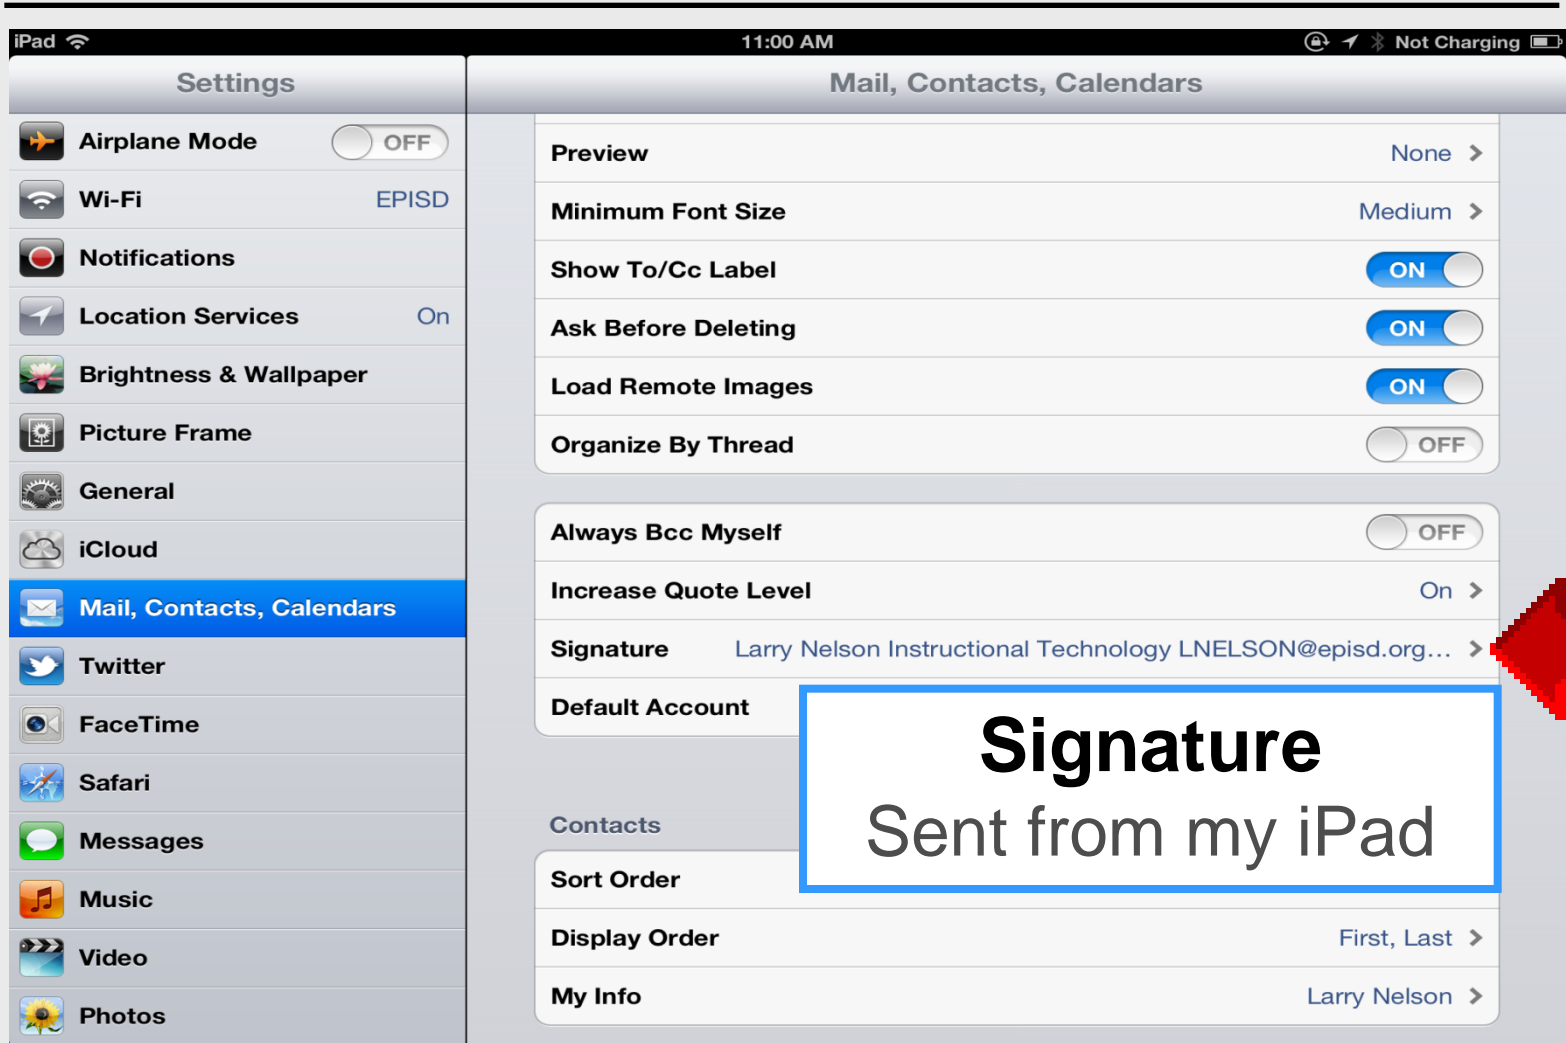 iPad 11:00 AM Not Charging
Settings
Mail, Contacts, Calendars
Airplane Mode OFF
Wi-Fi EPISD
Notifications
Location Services On
Brightness & Wallpaper
Picture Frame
General
iCloud
Mail, Contacts, Calendars
Twitter
FaceTime
Safari
Messages
Music
Video
Photos
Preview None
Minimum Font Size Medium
Show To/Cc Label ON
Ask Before Deleting ON
Load Remote Images ON
Organize By Thread OFF
Always Bcc Myself OFF
Increase Quote Level On
Signature Larry Nelson Instructional Technology LNELSON@episd.org...
Default Account
Signature
Sent from my iPad
Contacts
Sort Order
Display Order First, Last
My Info Larry Nelson